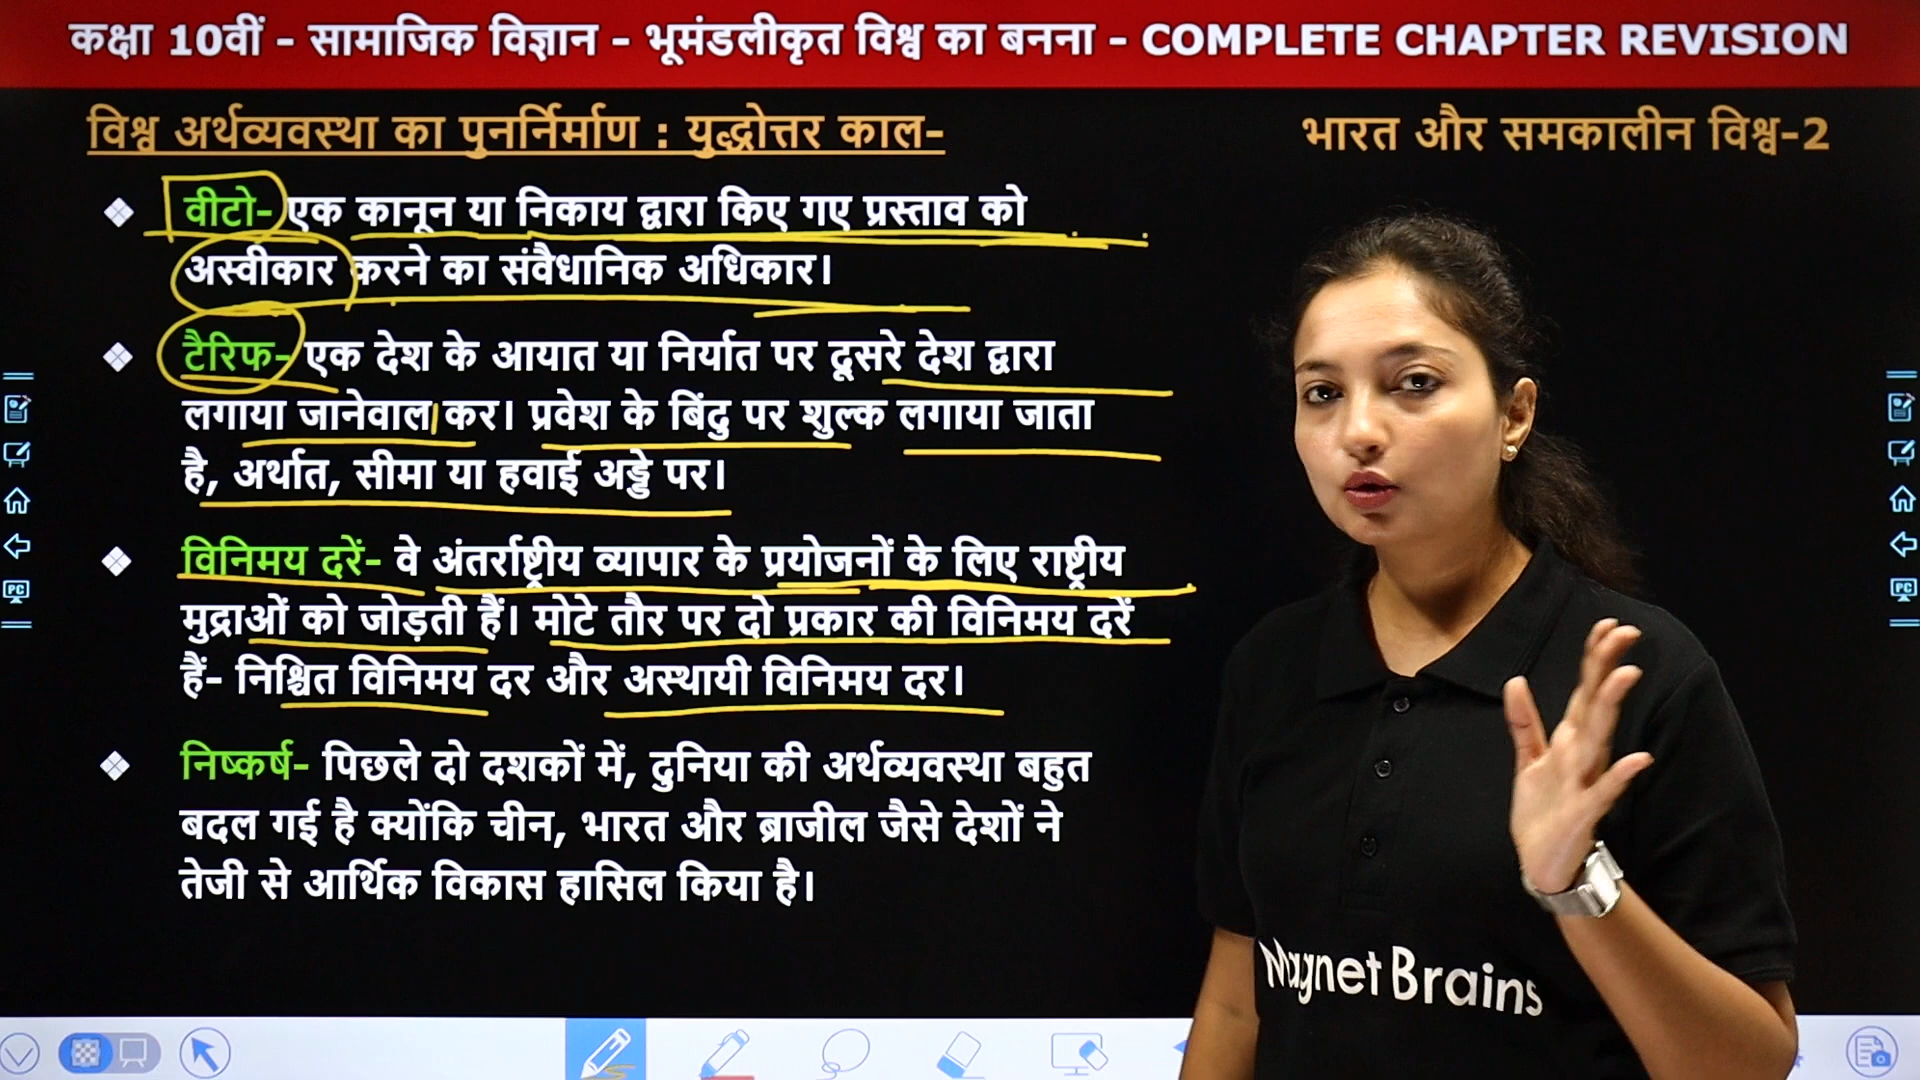 कक्षा 10वीं - सामाजिक विज्ञान - भूमंडलीकृत विश्व का बनना - COMPLETE CHAPTER REVISION
विश्व अर्थव्यवस्था का पुनर्निर्माण : युद्धोत्तर काल-
भारत और समकालीन विश्व-2
वीटो- एक कानून या निकाय द्वारा किए गए प्रस्ताव को
अस्वीकार करने का संवैधानिक अधिकार।
टैरिफ- एक देश के आयात या निर्यात पर दूसरे देश द्वारा
लगाया जानेवाल कर। प्रवेश के बिंदु पर शुल्क लगाया जाता
है, अर्थात, सीमा या हवाई अड्डे पर।
विनिमय दरें- वे अंतर्राष्ट्रीय व्यापार के प्रयोजनों के लिए राष्ट्रीय
मुद्राओं को जोड़ती हैं। मोटे तौर पर दो प्रकार की विनिमय दरें
हैं- निश्चित विनिमय दर और अस्थायी विनिमय दर।
निष्कर्ष- पिछले दो दशकों में, दुनिया की अर्थव्यवस्था बहुत
बदल गई है क्योंकि चीन, भारत और ब्राजील जैसे देशों ने
तेजी से आर्थिक विकास हासिल किया है।
Magnet Brains
PC
PC